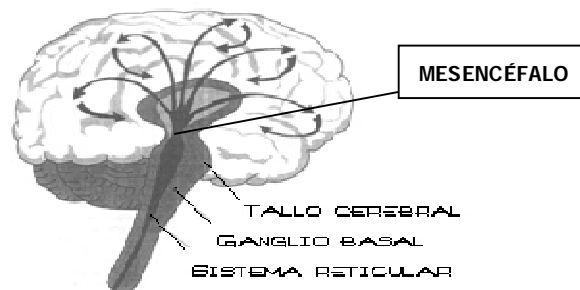 MESENCÉFALO
TALLO CEREBRAL
GANGLIO BASAL
SISTEMA RETICULAR